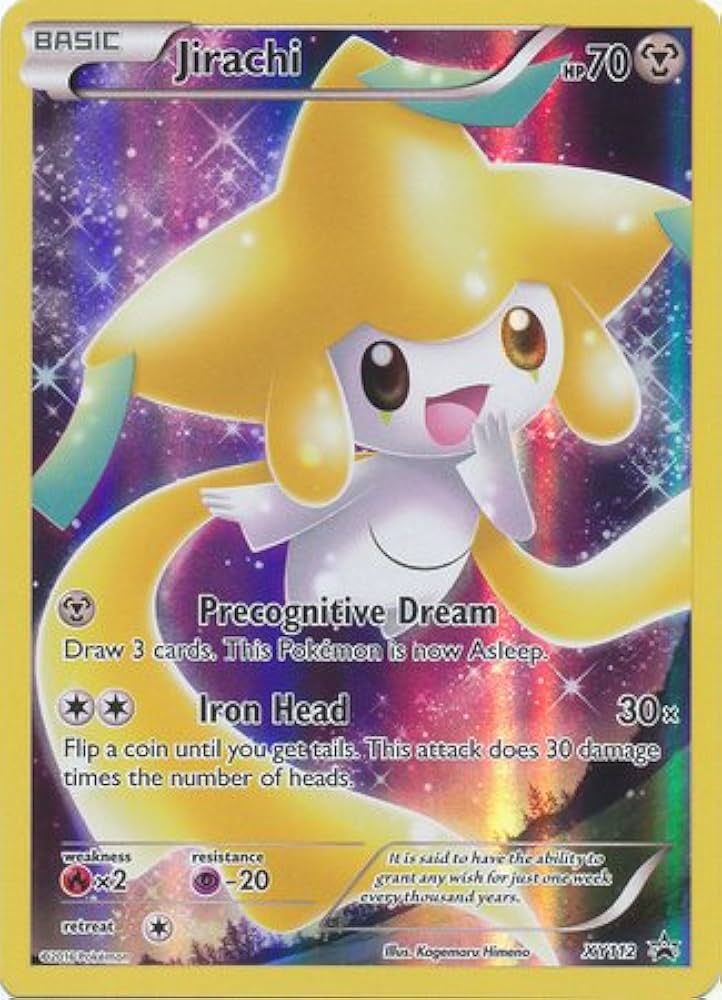 BASIC Jirachi HP70
Precognitive Dream
Draw 3 cards. This Pokémon is now Asleep.
Iron Head 30×
Flip a coin until you get tails. This attack does 30 damage
times the number of heads.
weakness resistance
×2 -20
retreat
It is said to have the ability to
grant any wish for just one week
every thousand years.
©2016 Pokémon Illus. Kagemaru Himeno XY112